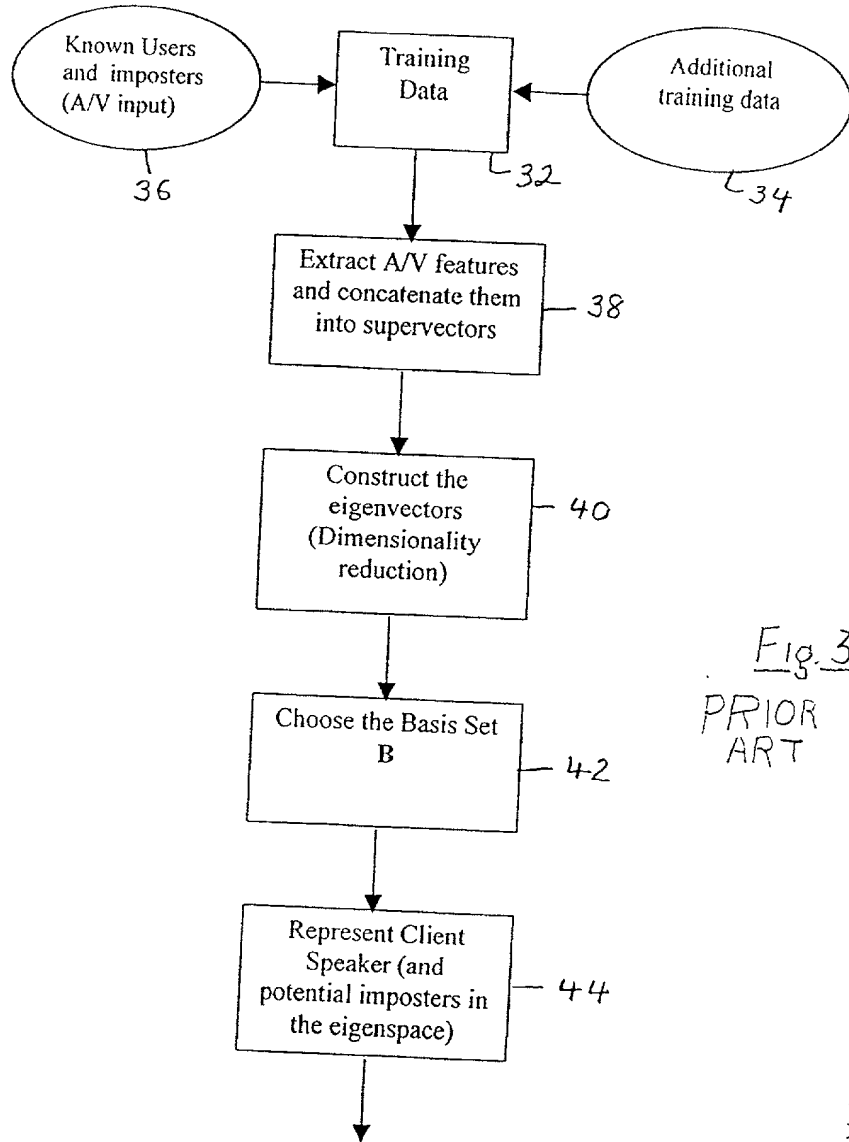 Known Users
and imposters
(A/V input)
Training
Data
Additional
training data
36
32
34
Extract A/V features
and concatenate them
into supervectors
38
Construct the
eigenvectors
(Dimensionality
reduction)
40
Fig. 3
PRIOR
ART
Choose the Basis Set
B
42
Represent Client
Speaker (and
potential imposters in
the eigenspace)
44